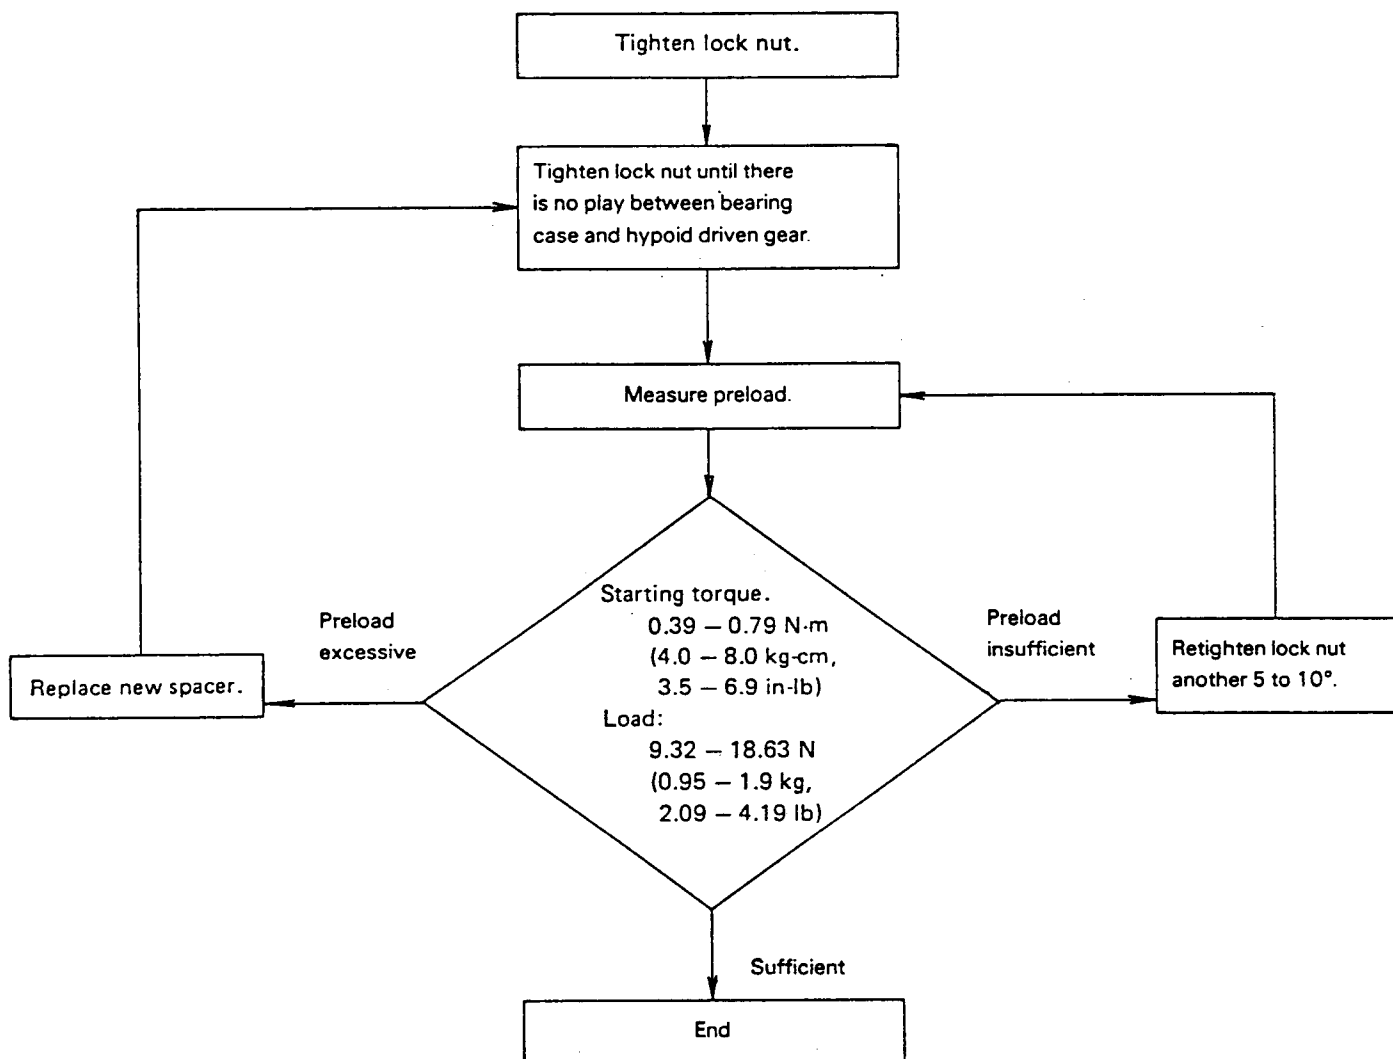 Tighten lock nut.
Tighten lock nut until there
is no play between bearing
case and hypoid driven gear.
Measure preload.
Starting torque.
0.39 – 0.79 N·m
(4.0 – 8.0 kg-cm,
3.5 – 6.9 in-lb)
Load:
9.32 – 18.63 N
(0.95 – 1.9 kg,
2.09 – 4.19 lb)
Preload
excessive
Replace new spacer.
Preload
insufficient
Retighten lock nut
another 5 to 10°.
Sufficient
End